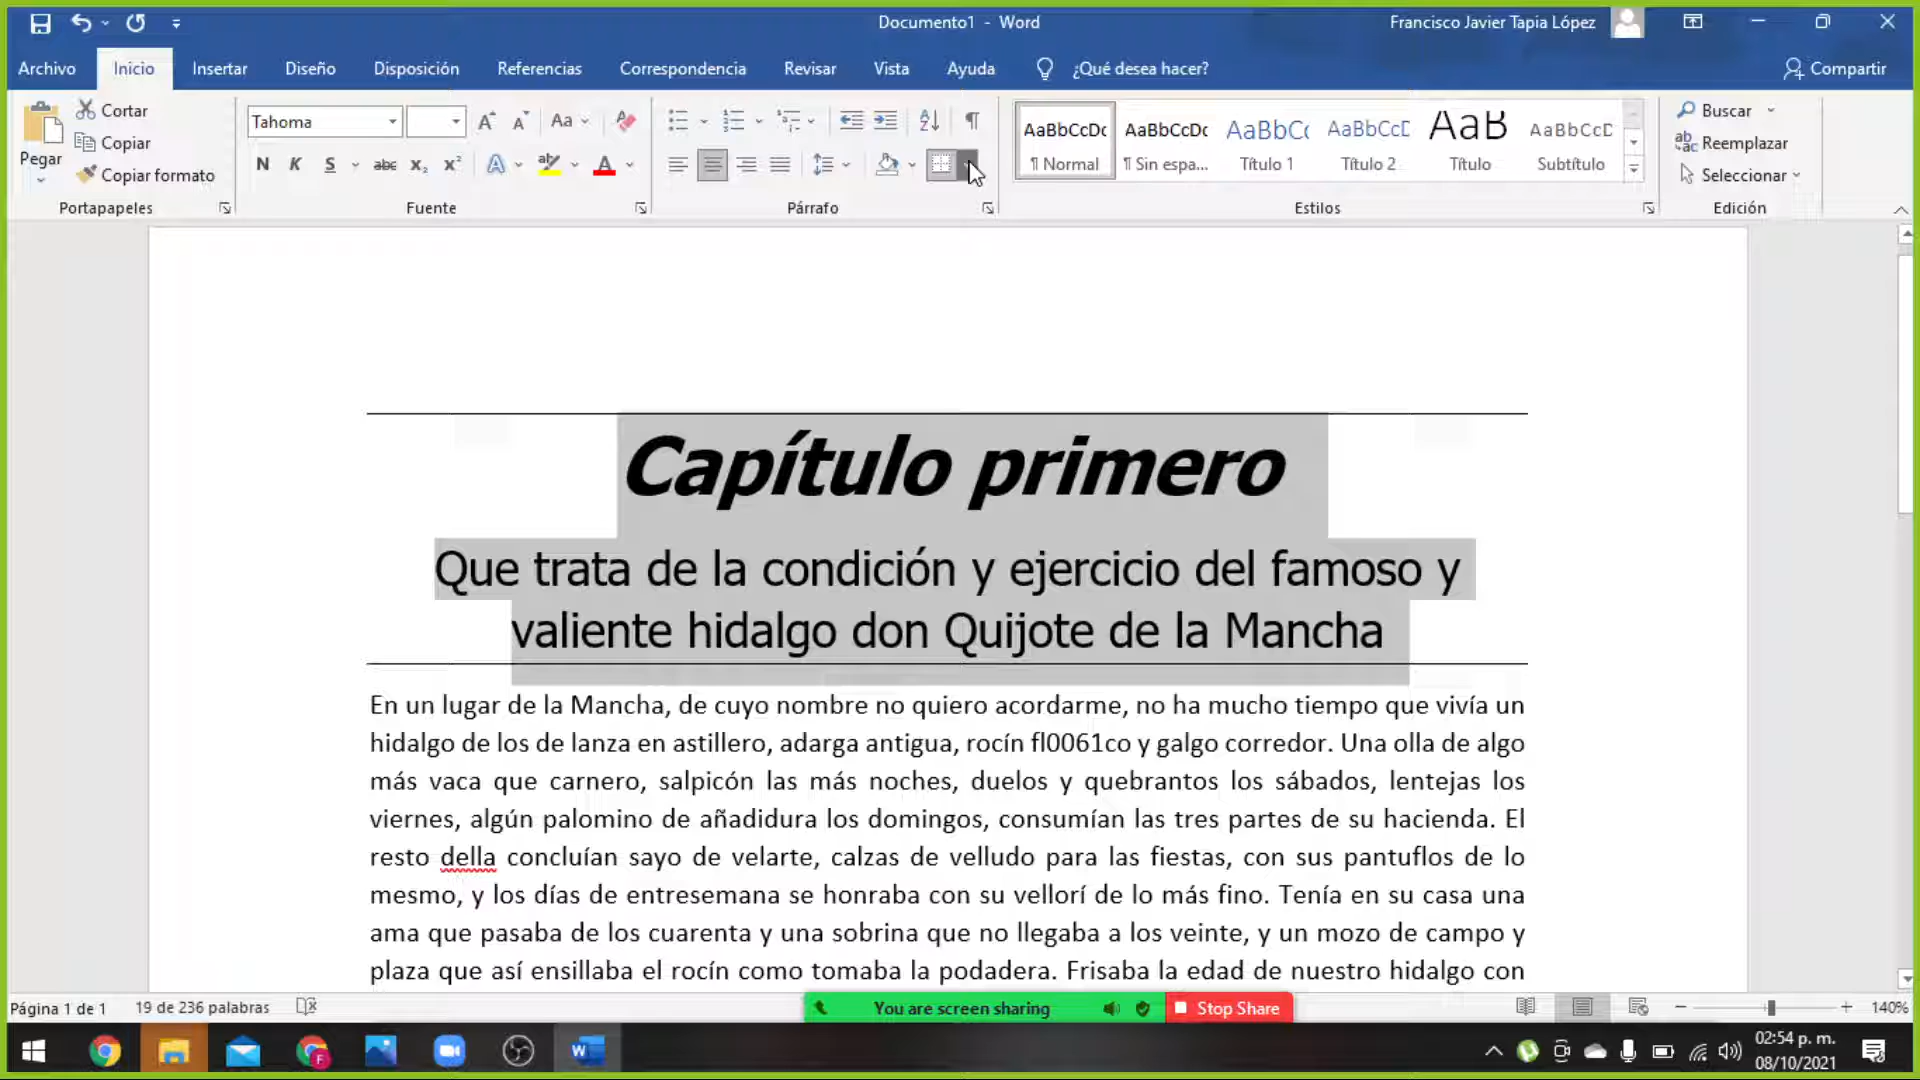 Documento1 - Word
Francisco Javier Tapia López
Archivo Inicio Insertar Diseño Disposición Referencias Correspondencia Revisar Vista Ayuda ¿Qué desea hacer? Compartir
Pegar
Cortar
Copiar
Copiar formato
Portapapeles
Tahoma
Aa
N K S abc x₂ x² A ab A
Fuente
Párrafo
AaBbCcDc AaBbCcDc AaBbC AaBbCcD AaB AaBbCcD
¶ Normal ¶ Sin espa... Título 1 Título 2 Título Subtítulo
Estilos
Buscar
Reemplazar
Seleccionar
Edición
Capítulo primero
Que trata de la condición y ejercicio del famoso y
valiente hidalgo don Quijote de la Mancha
En un lugar de la Mancha, de cuyo nombre no quiero acordarme, no ha mucho tiempo que vivía un
hidalgo de los de lanza en astillero, adarga antigua, rocín fl0061co y galgo corredor. Una olla de algo
más vaca que carnero, salpicón las más noches, duelos y quebrantos los sábados, lentejas los
viernes, algún palomino de añadidura los domingos, consumían las tres partes de su hacienda. El
resto della concluían sayo de velarte, calzas de velludo para las fiestas, con sus pantuflos de lo
mesmo, y los días de entresemana se honraba con su vellorí de lo más fino. Tenía en su casa una
ama que pasaba de los cuarenta y una sobrina que no llegaba a los veinte, y un mozo de campo y
plaza que así ensillaba el rocín como tomaba la podadera. Frisaba la edad de nuestro hidalgo con
Página 1 de 1 19 de 236 palabras
You are screen sharing
Stop Share
140%
02:54 p. m.
08/10/2021